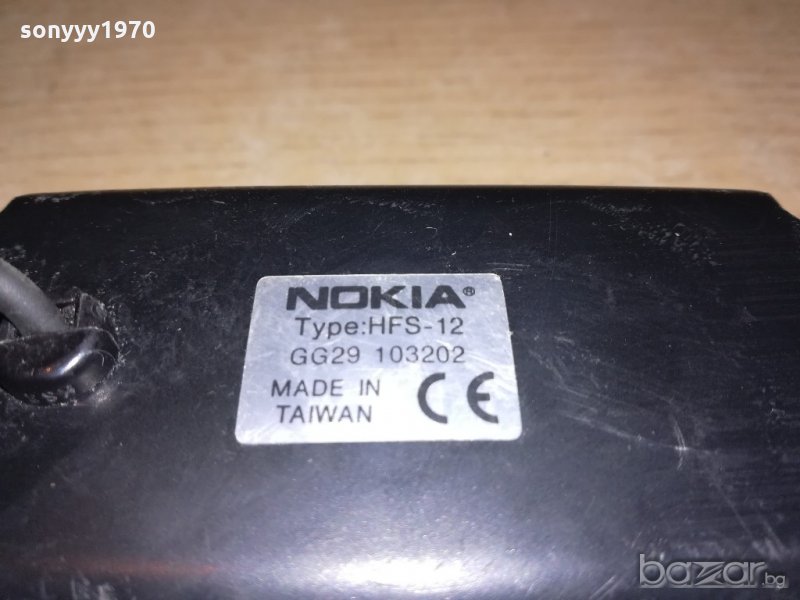 sonyyy1970
NOKIA®
Type:HFS-12
GG29 103202
MADE IN
TAIWAN
CE
bazar.bg